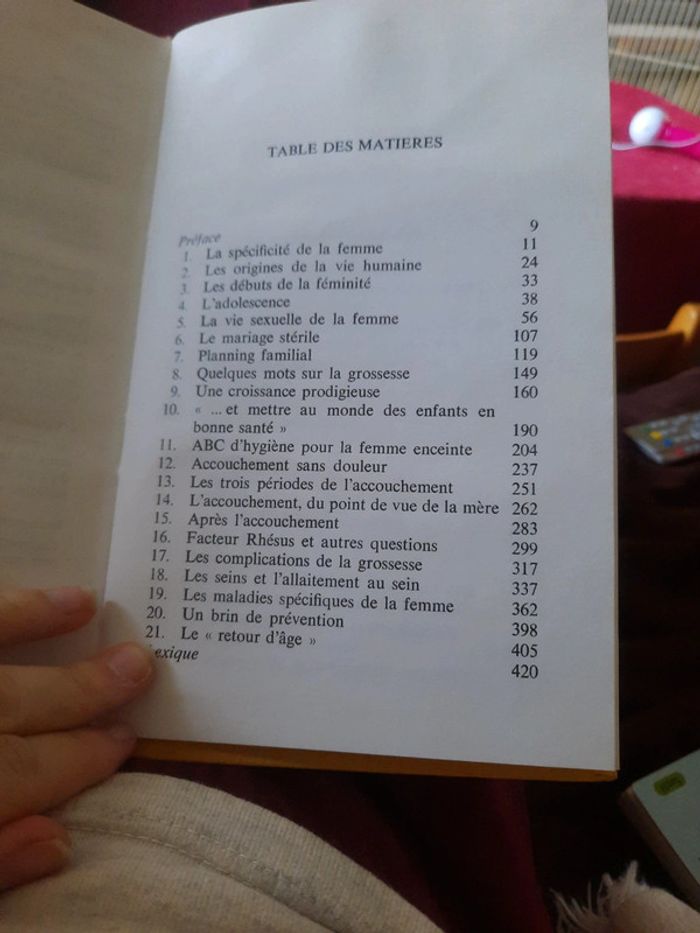 TABLE DES MATIERES
Préface 9
1. La spécificité de la femme 11
2. Les origines de la vie humaine 24
3. Les débuts de la féminité 33
4. L'adolescence 38
5. La vie sexuelle de la femme 56
6. Le mariage stérile 107
7. Planning familial 119
8. Quelques mots sur la grossesse 149
9. Une croissance prodigieuse 160
10. « ... et mettre au monde des enfants en
bonne santé » 190
11. ABC d'hygiène pour la femme enceinte 204
12. Accouchement sans douleur 237
13. Les trois périodes de l'accouchement 251
14. L'accouchement, du point de vue de la mère 262
15. Après l'accouchement 283
16. Facteur Rhésus et autres questions 299
17. Les complications de la grossesse 317
18. Les seins et l'allaitement au sein 337
19. Les maladies spécifiques de la femme 362
20. Un brin de prévention 398
21. Le « retour d'âge » 405
exique 420